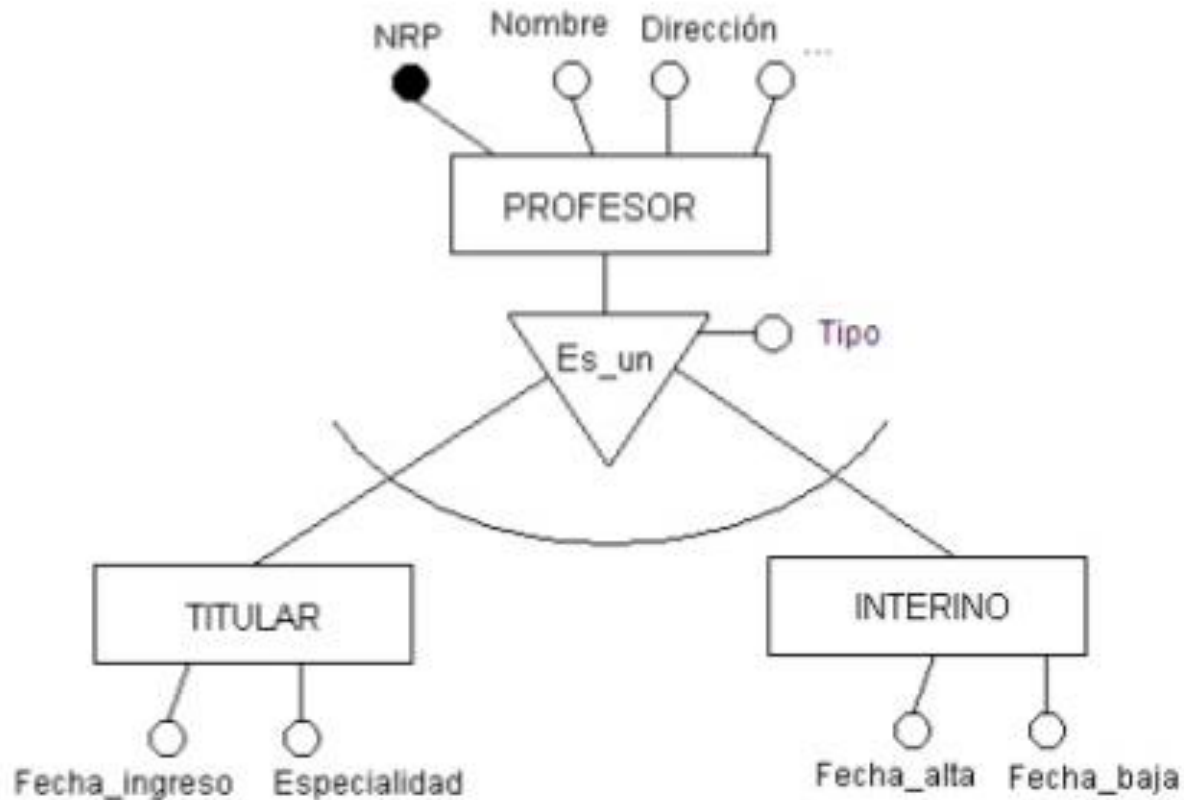 NRP
Nombre
Dirección
...
PROFESOR
Es_un
Tipo
TITULAR
INTERINO
Fecha_ingreso
Especialidad
Fecha_alta
Fecha_baja